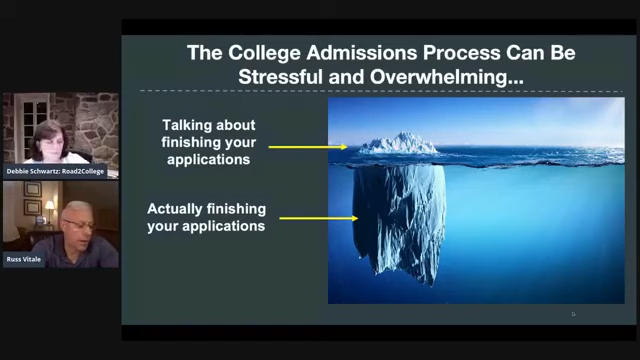 The College Admissions Process Can Be
Stressful and Overwhelming...
Talking about
finishing your
applications
Actually finishing
your applications
Debbie Schwartz: Road2College
Russ Vitale